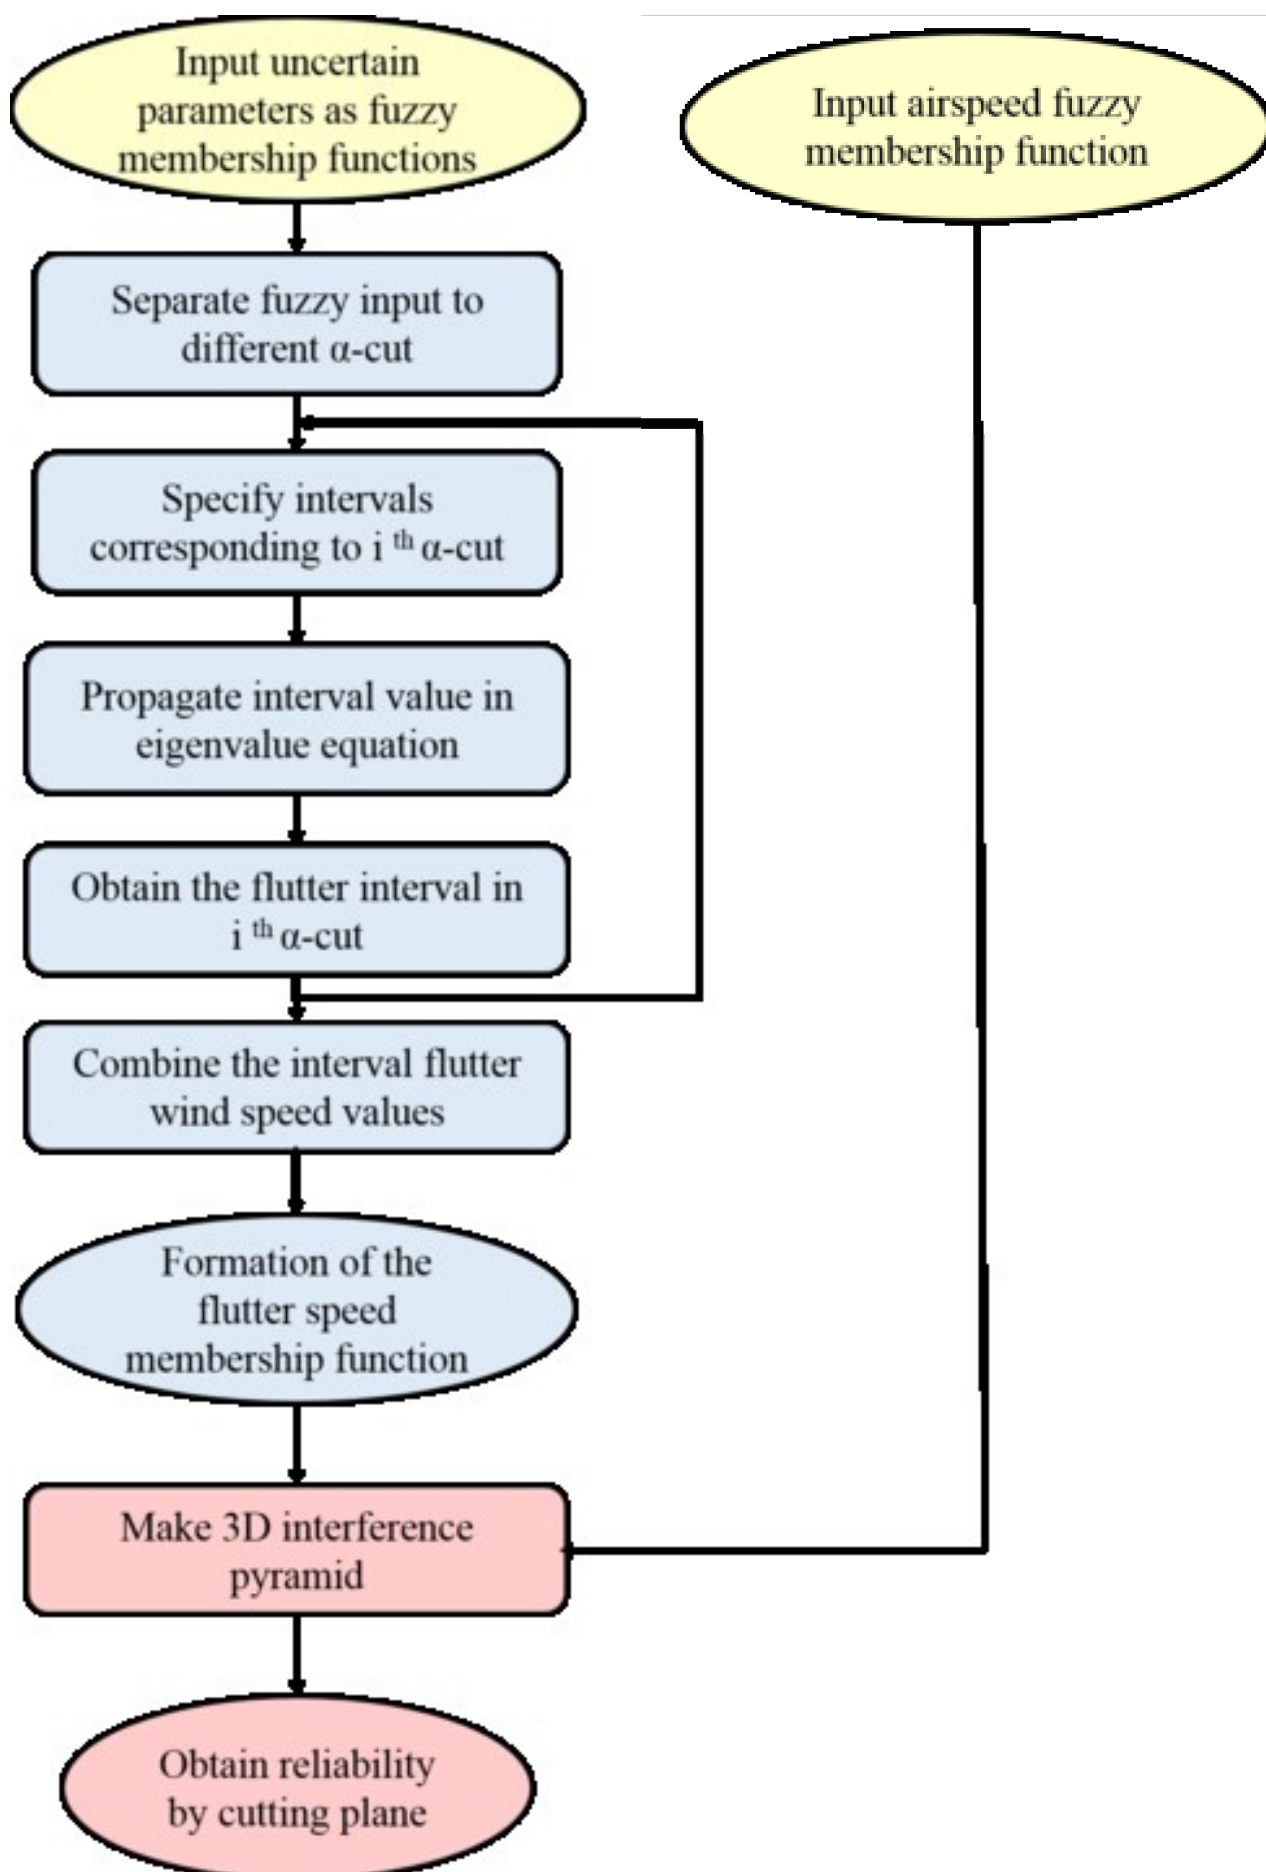 Input uncertain
parameters as fuzzy
membership functions
Input airspeed fuzzy
membership function
Separate fuzzy input to
different α-cut
Specify intervals
corresponding to i th α-cut
Propagate interval value in
eigenvalue equation
Obtain the flutter interval in
i th α-cut
Combine the interval flutter
wind speed values
Formation of the
flutter speed
membership function
Make 3D interference
pyramid
Obtain reliability
by cutting plane